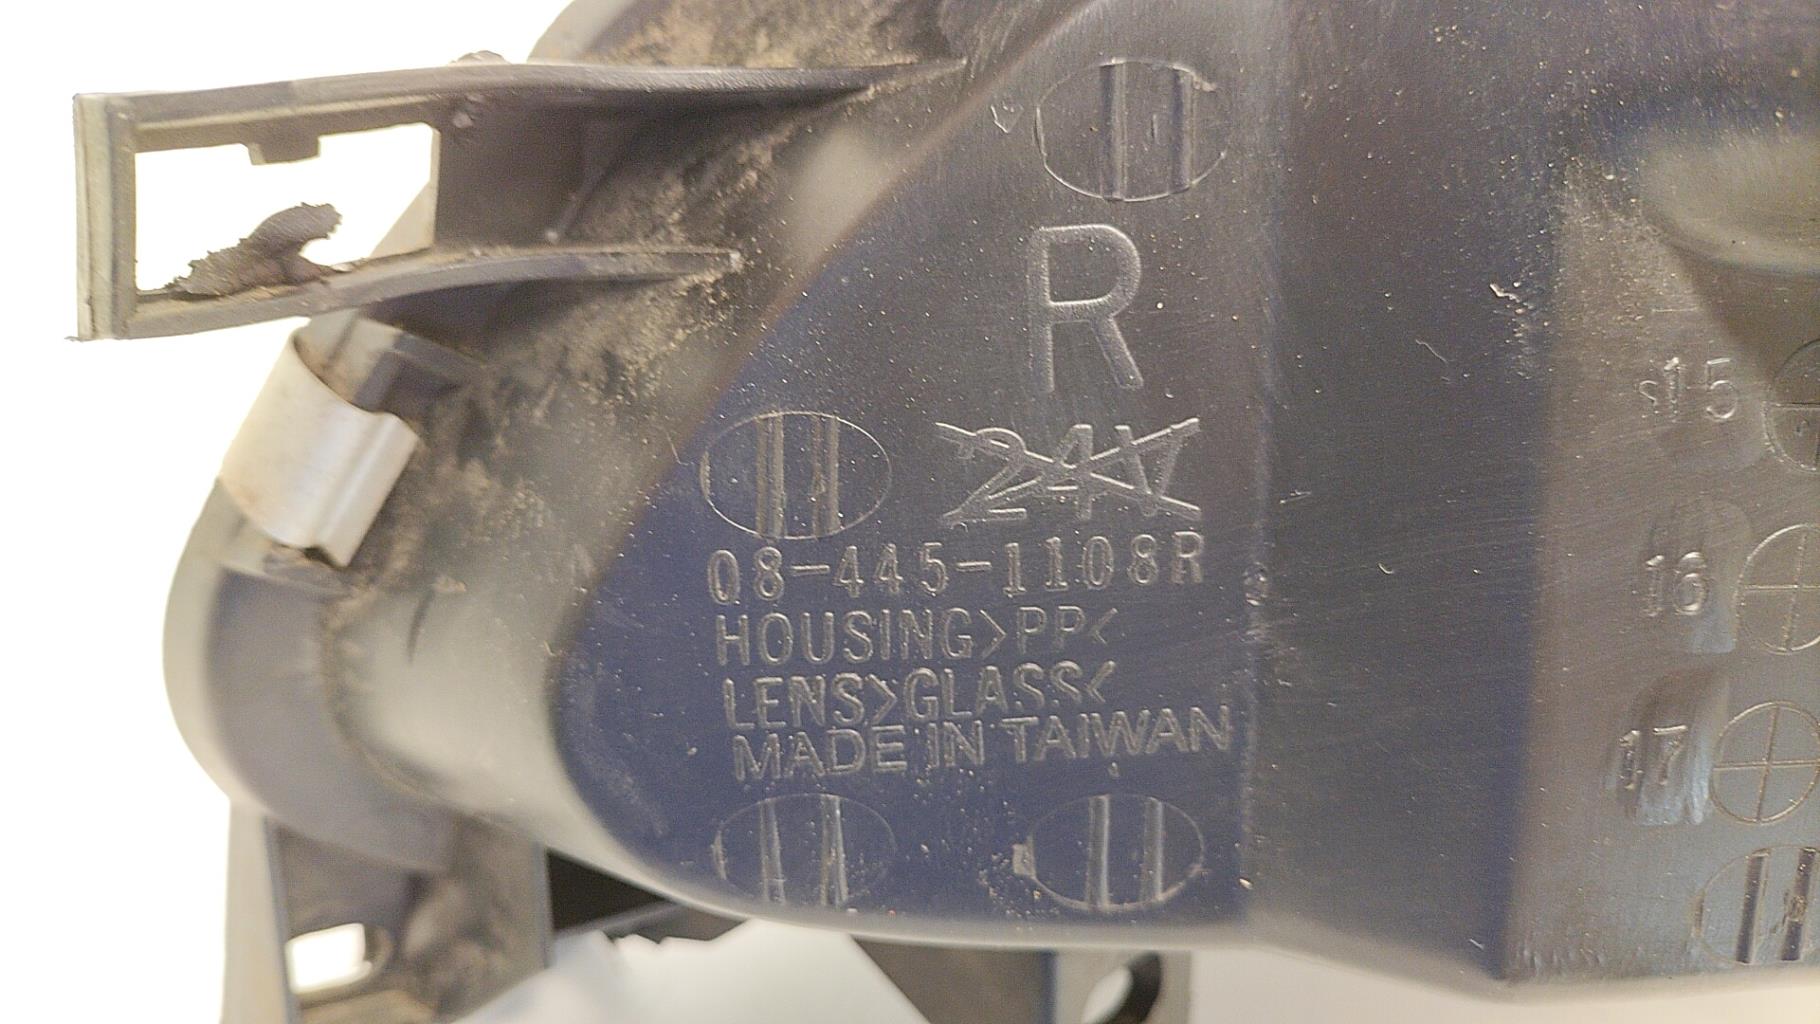 R
24V
08-445-1108R
HOUSING>PP<
LENS>GLASS<
MADE IN TAIWAN
15
16
17